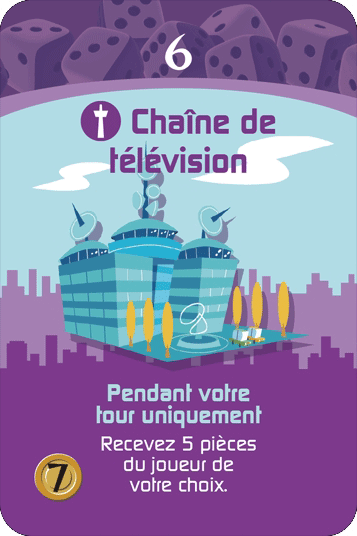 6
Chaîne de
télévision
Pendant votre
tour uniquement
Recevez 5 pièces
du joueur de
votre choix.
7